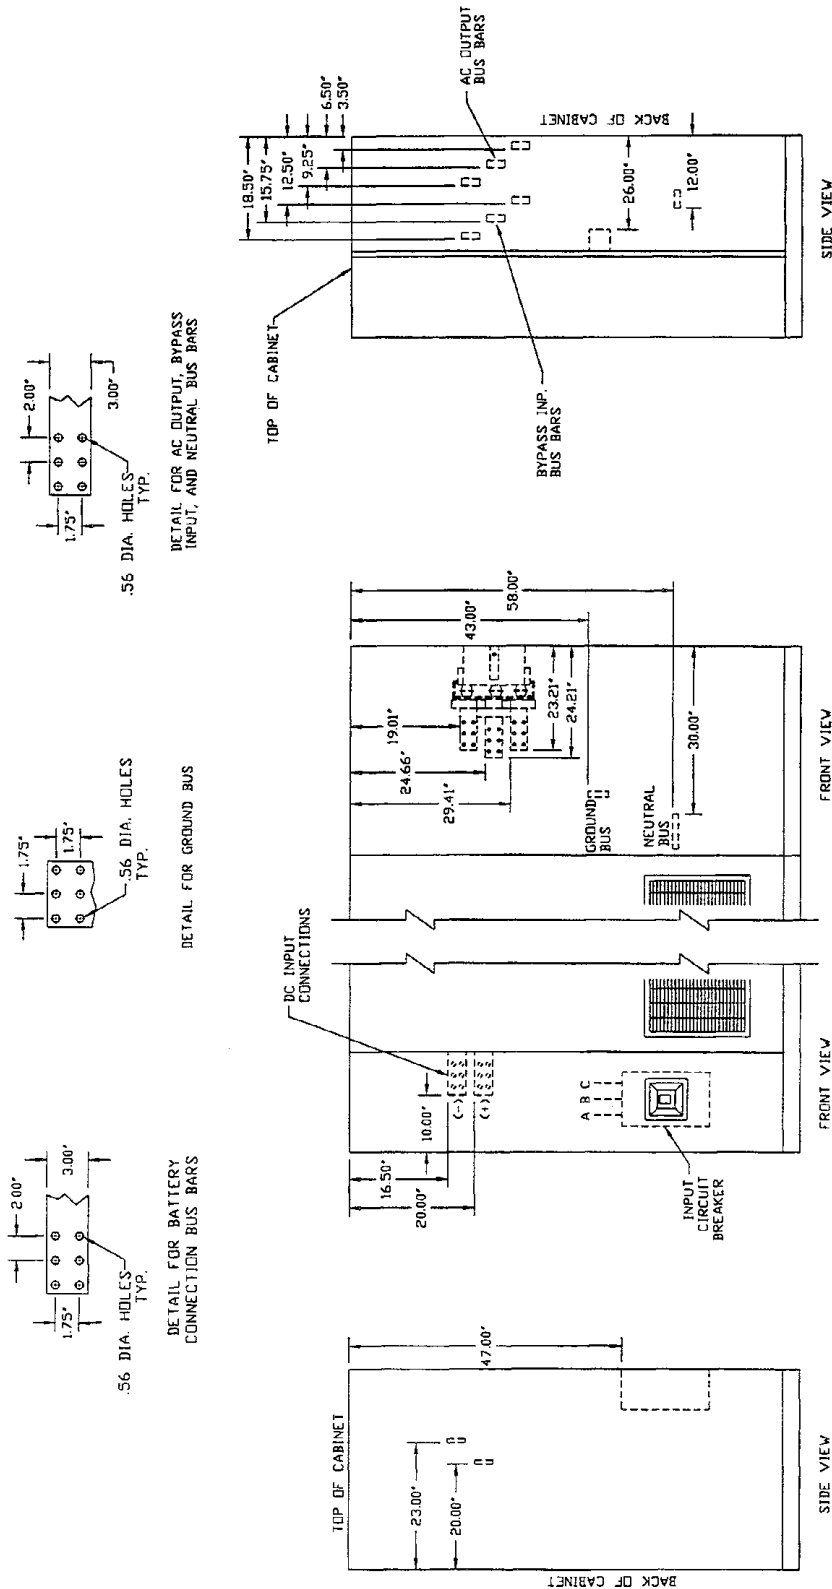 2.00"
3.00"
1.75"
.56 DIA. HOLES
TYP.
DETAIL FOR BATTERY
CONNECTION BUS BARS
1.75"
1.75"
.56 DIA. HOLES
TYP.
DETAIL FOR GROUND BUS
2.00"
3.00"
1.75"
.56 DIA. HOLES
TYP.
DETAIL FOR AC OUTPUT, BYPASS
INPUT, AND NEUTRAL BUS BARS
TOP OF CABINET
23.00"
20.00"
47.00"
BACK OF CABINET
SIDE VIEW
16.50"
20.00"
10.00"
(-)
(+)
DC INPUT
CONNECTIONS
A B C
INPUT
CIRCUIT
BREAKER
FRONT VIEW
19.01"
24.66"
29.41"
43.00"
58.00"
23.21"
24.21"
30.00"
GROUND
BUS
NEUTRAL
BUS
FRONT VIEW
TOP OF CABINET
18.50"
15.75"
12.50"
9.25"
6.50"
3.50"
AC OUTPUT
BUS BARS
BYPASS INP.
BUS BARS
26.00"
12.00"
BACK OF CABINET
SIDE VIEW